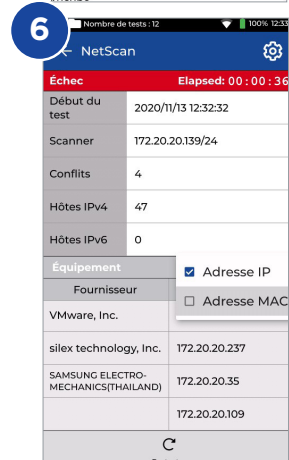 6
Nombre de tests : 12
100% 12:33
NetScan
Échec Elapsed: 00:00:36
Début du
test
2020/11/13 12:32:32
Scanner 172.20.20.139/24
Conflits 4
Hôtes IPv4 47
Hôtes IPv6 0
Équipement
Adresse IP
Fournisseur
Adresse MAC
VMware, Inc.
silex technology, Inc. 172.20.20.237
SAMSUNG ELECTRO-
MECHANICS(THAILAND)
172.20.20.35
172.20.20.109